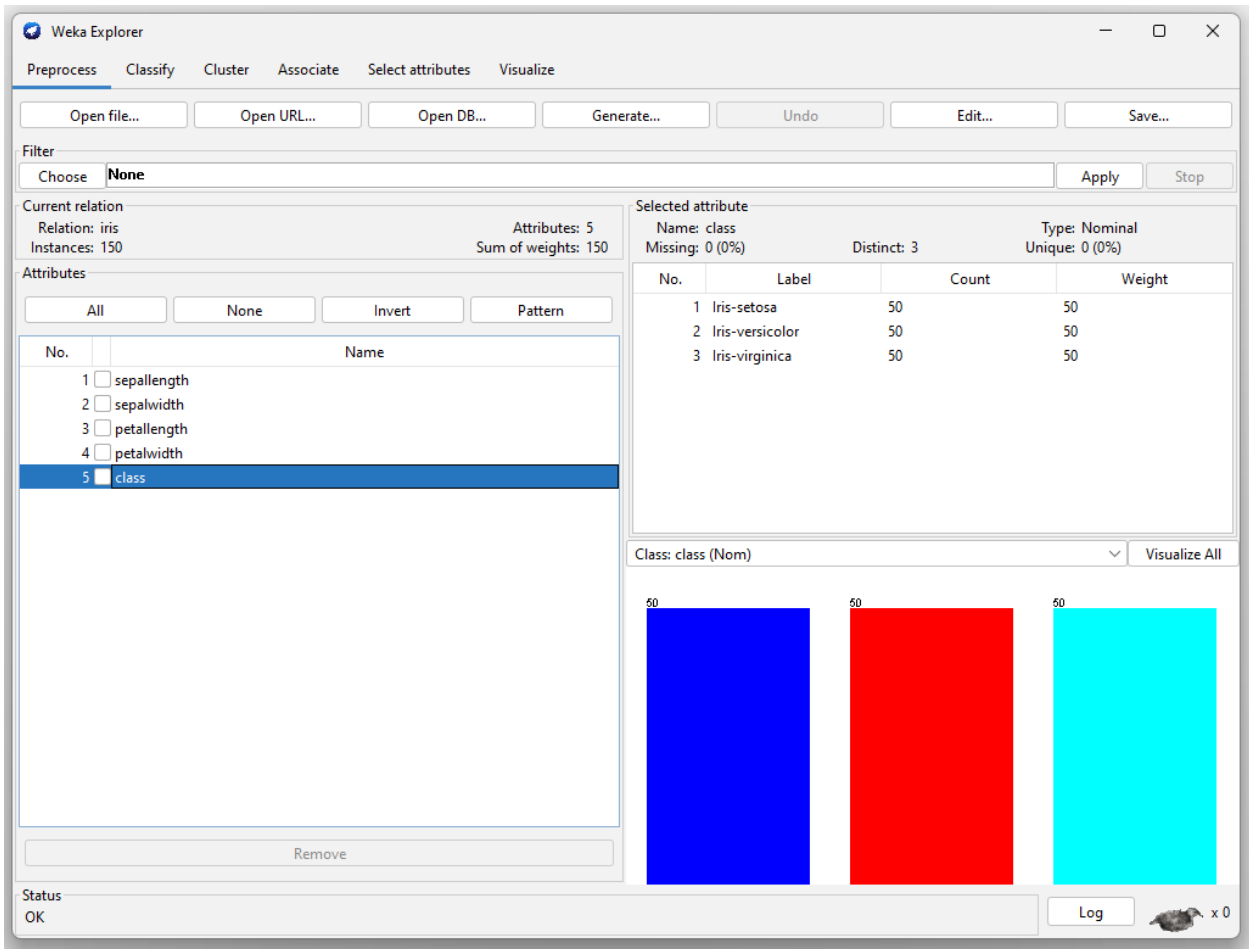 Weka Explorer
Preprocess Classify Cluster Associate Select attributes Visualize
Open file... Open URL... Open DB... Generate... Undo Edit... Save...
Filter
Choose None Apply Stop
Current relation
Relation: iris Attributes: 5
Instances: 150 Sum of weights: 150
Attributes
All None Invert Pattern
No. Name
1 sepallength
2 sepalwidth
3 petallength
4 petalwidth
5 class
Remove
Selected attribute
Name: class Type: Nominal
Missing: 0 (0%) Distinct: 3 Unique: 0 (0%)
No. Label Count Weight
1 Iris-setosa 50 50
2 Iris-versicolor 50 50
3 Iris-virginica 50 50
Class: class (Nom) Visualize All
50 50 50
Status
OK
Log x 0